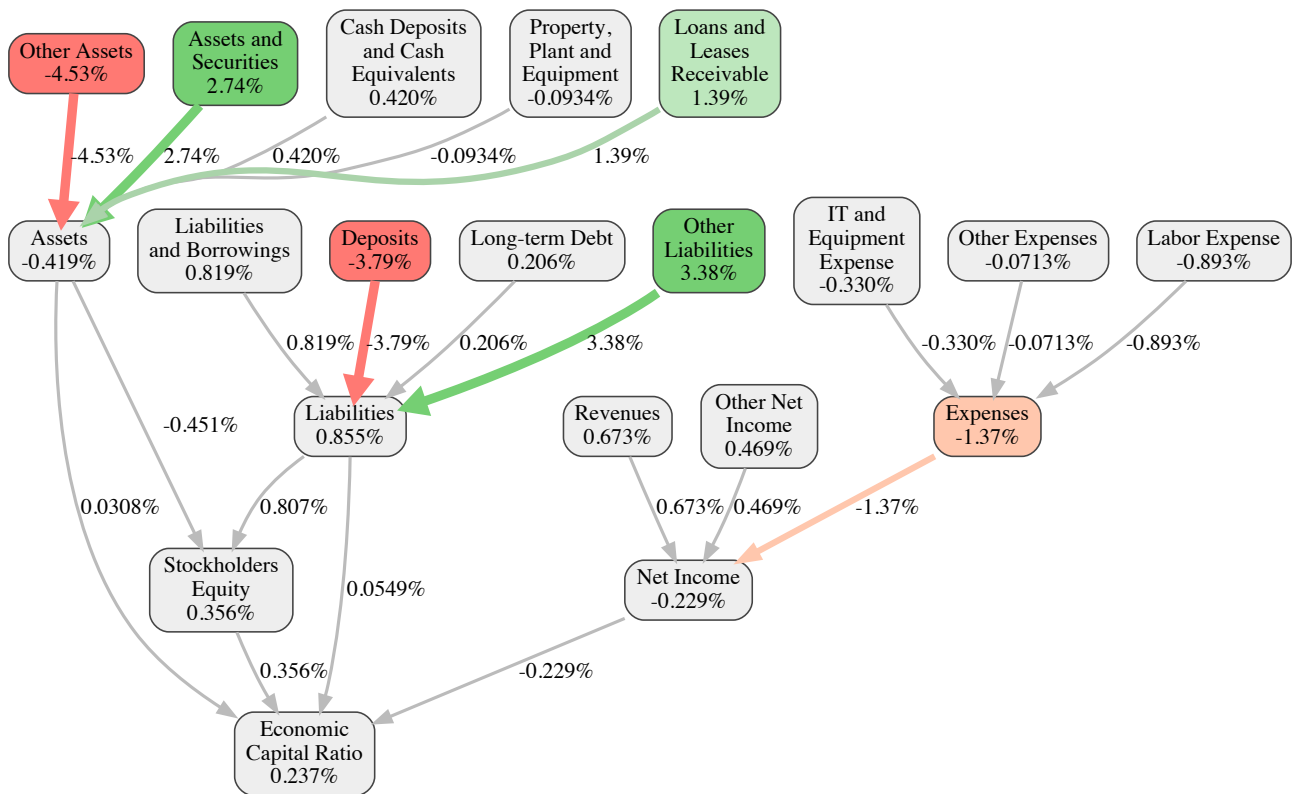 Other Assets
-4.53%
Assets and
Securities
2.74%
Cash Deposits
and Cash
Equivalents
0.420%
Property,
Plant and
Equipment
-0.0934%
Loans and
Leases
Receivable
1.39%
-4.53%
2.74%
0.420%
-0.0934%
1.39%
Assets
-0.419%
Liabilities
and Borrowings
0.819%
Deposits
-3.79%
Long-term Debt
0.206%
Other
Liabilities
3.38%
IT and
Equipment
Expense
-0.330%
Other Expenses
-0.0713%
Labor Expense
-0.893%
0.819%
-3.79%
0.206%
3.38%
-0.330%
-0.0713%
-0.893%
-0.451%
Liabilities
0.855%
Revenues
0.673%
Other Net
Income
0.469%
Expenses
-1.37%
0.0308%
0.807%
0.673%
0.469%
-1.37%
Stockholders
Equity
0.356%
0.0549%
Net Income
-0.229%
0.356%
-0.229%
Economic
Capital Ratio
0.237%